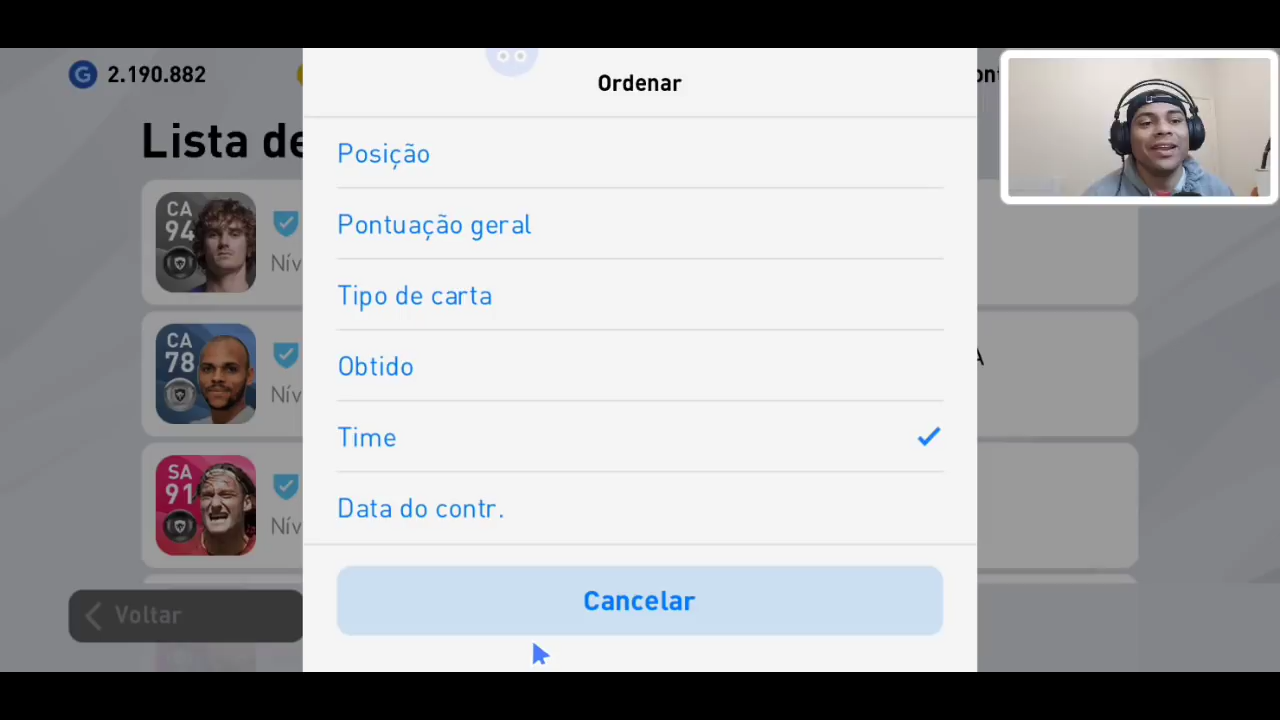 2.190.882
Ordenar
ont
Lista de
Posição
Pontuação geral
Tipo de carta
Obtido
Time
Data do contr.
Cancelar
CA
94
Nív
CA
78
Nív
A
SA
91
Nív
Voltar